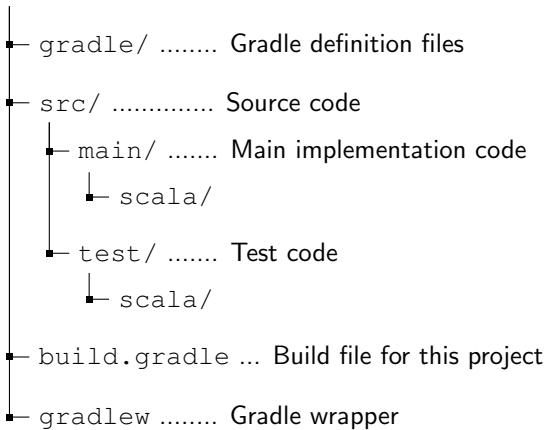 gradle/ ........ Gradle definition files
src/ .............. Source code
main/ ....... Main implementation code
scala/
test/ ....... Test code
scala/
build.gradle ... Build file for this project
gradlew ........ Gradle wrapper